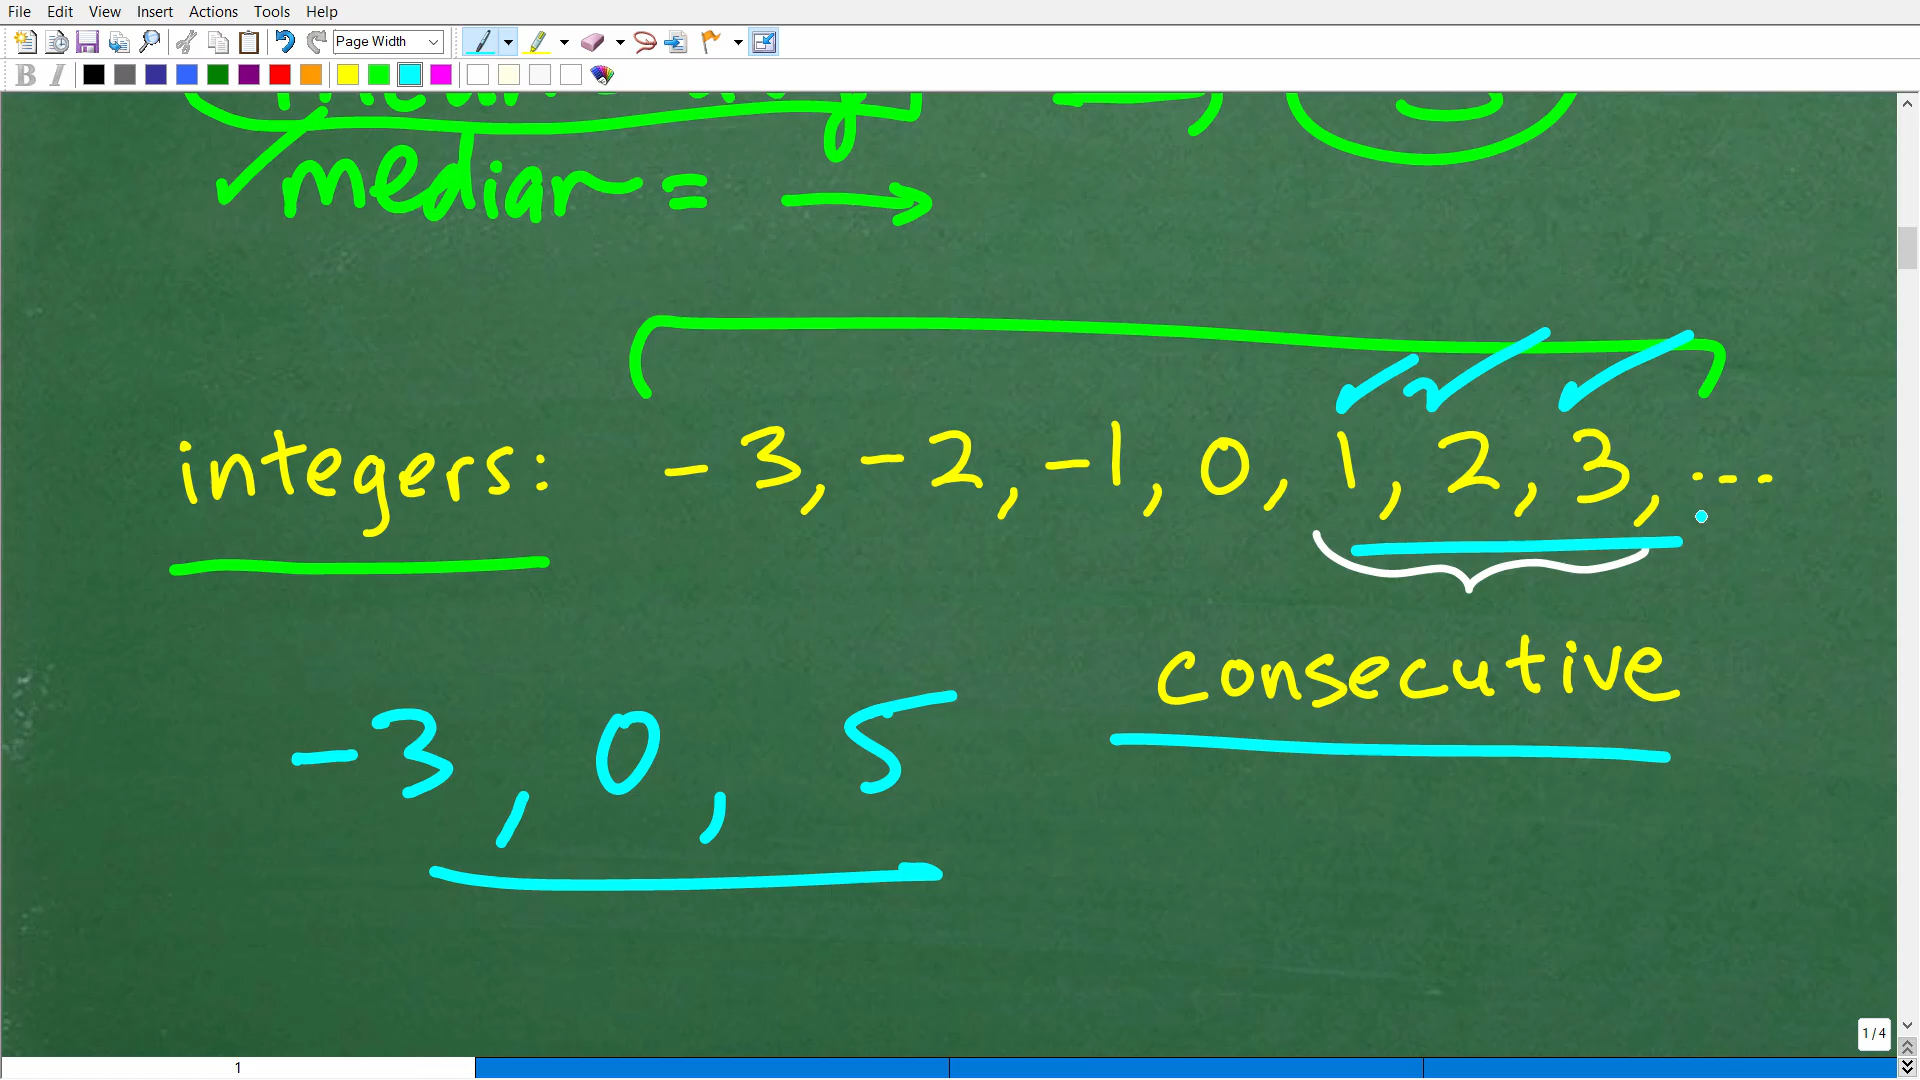 File Edit View Insert Actions Tools Help
Page Width
B I
median =
integers: -3, -2, -1, 0, 1, 2, 3, ...
consecutive
-3, 0, 5
1 / 4
1